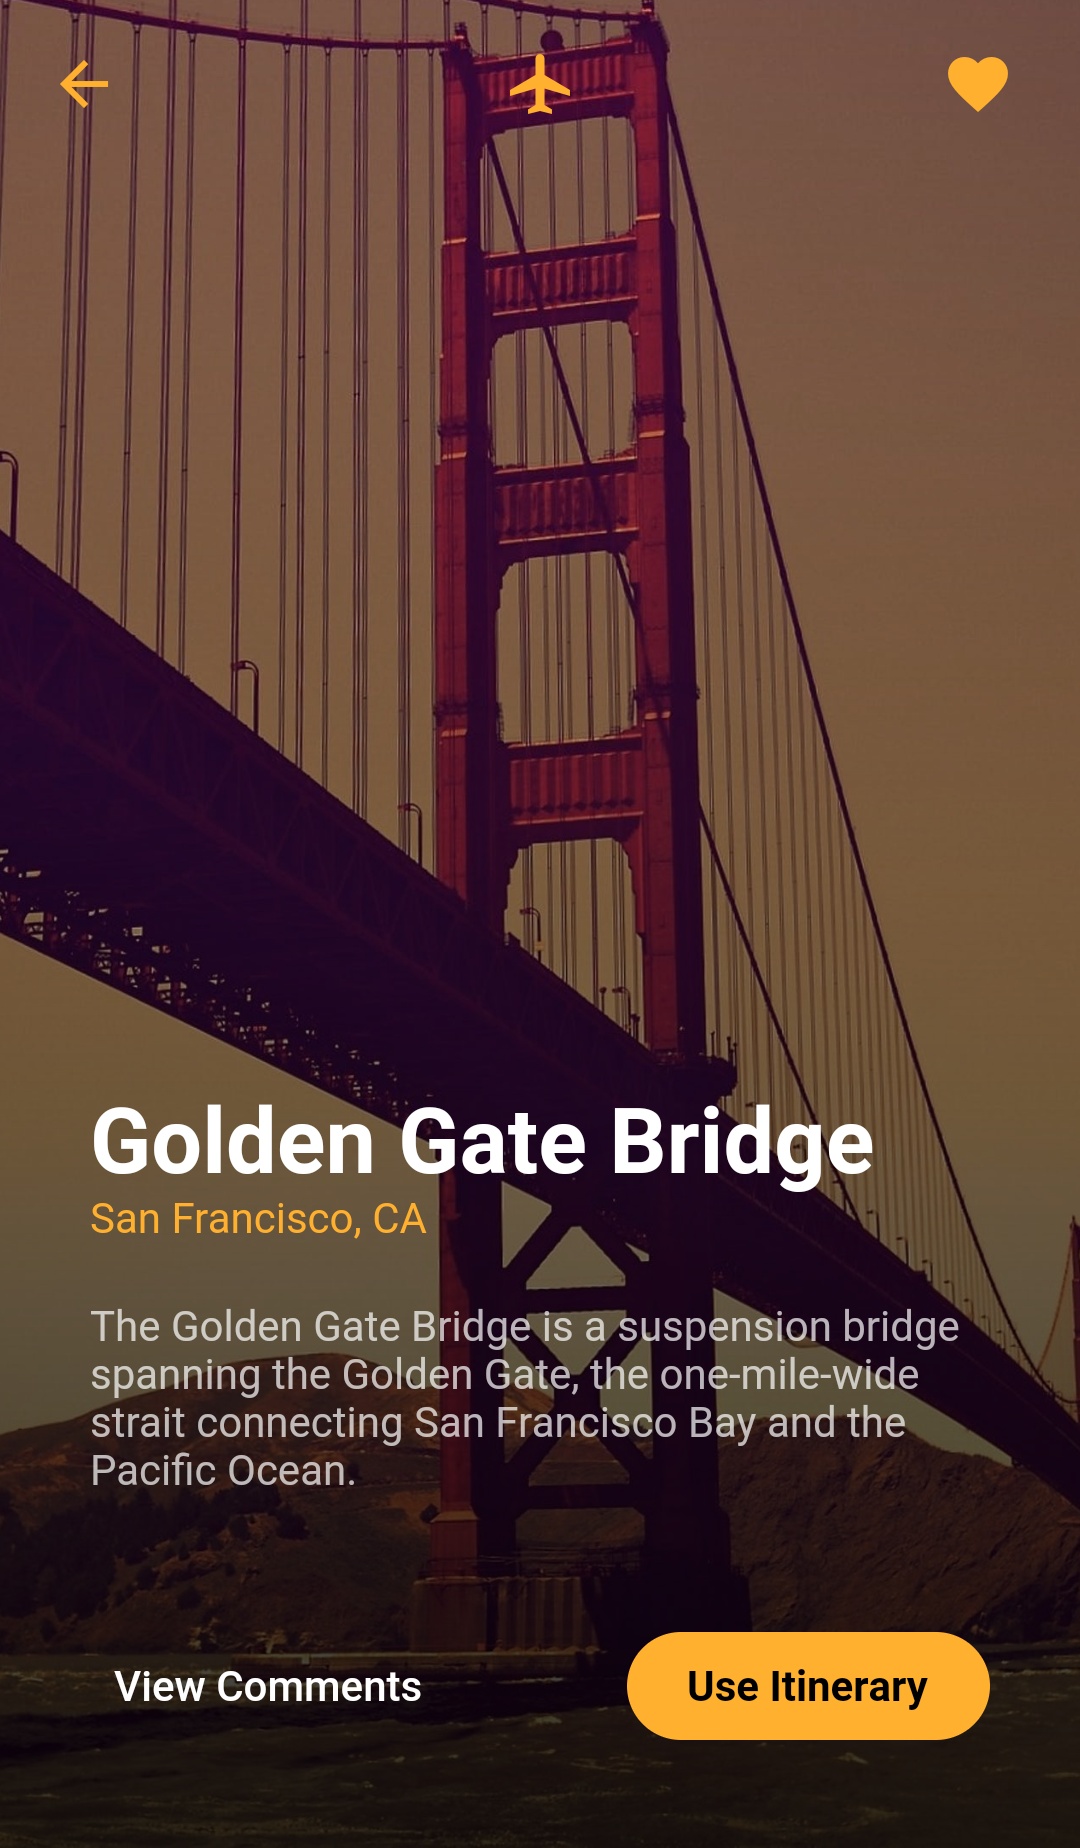 Golden Gate Bridge
San Francisco, CA
The Golden Gate Bridge is a suspension bridge
spanning the Golden Gate, the one-mile-wide
strait connecting San Francisco Bay and the
Pacific Ocean.
View Comments
Use Itinerary